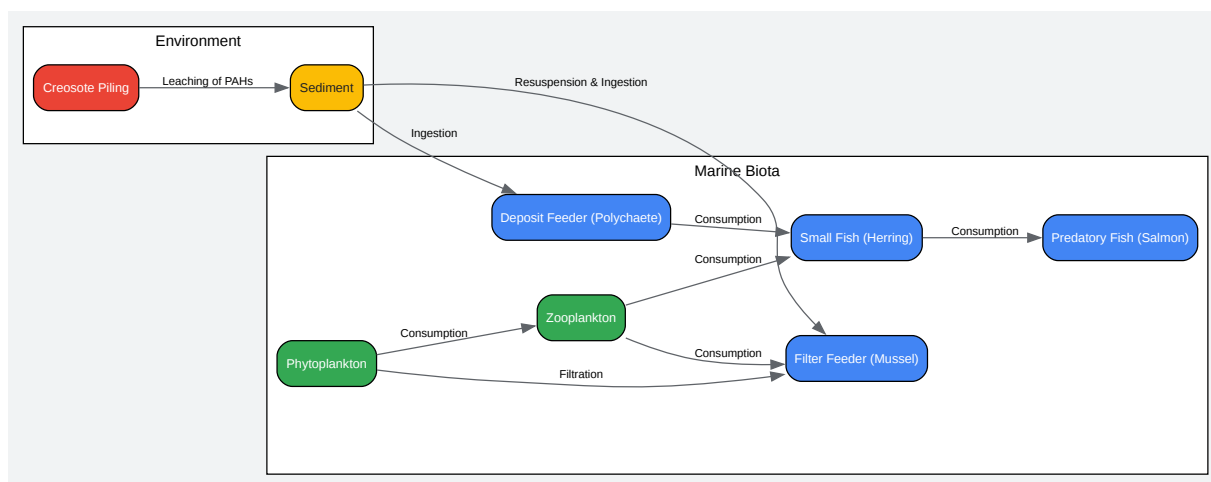 Environment
Creosote Piling
Leaching of PAHs
Sediment
Resuspension & Ingestion
Ingestion
Marine Biota
Deposit Feeder (Polychaete)
Consumption
Small Fish (Herring)
Consumption
Predatory Fish (Salmon)
Consumption
Zooplankton
Consumption
Phytoplankton
Consumption
Filter Feeder (Mussel)
Filtration